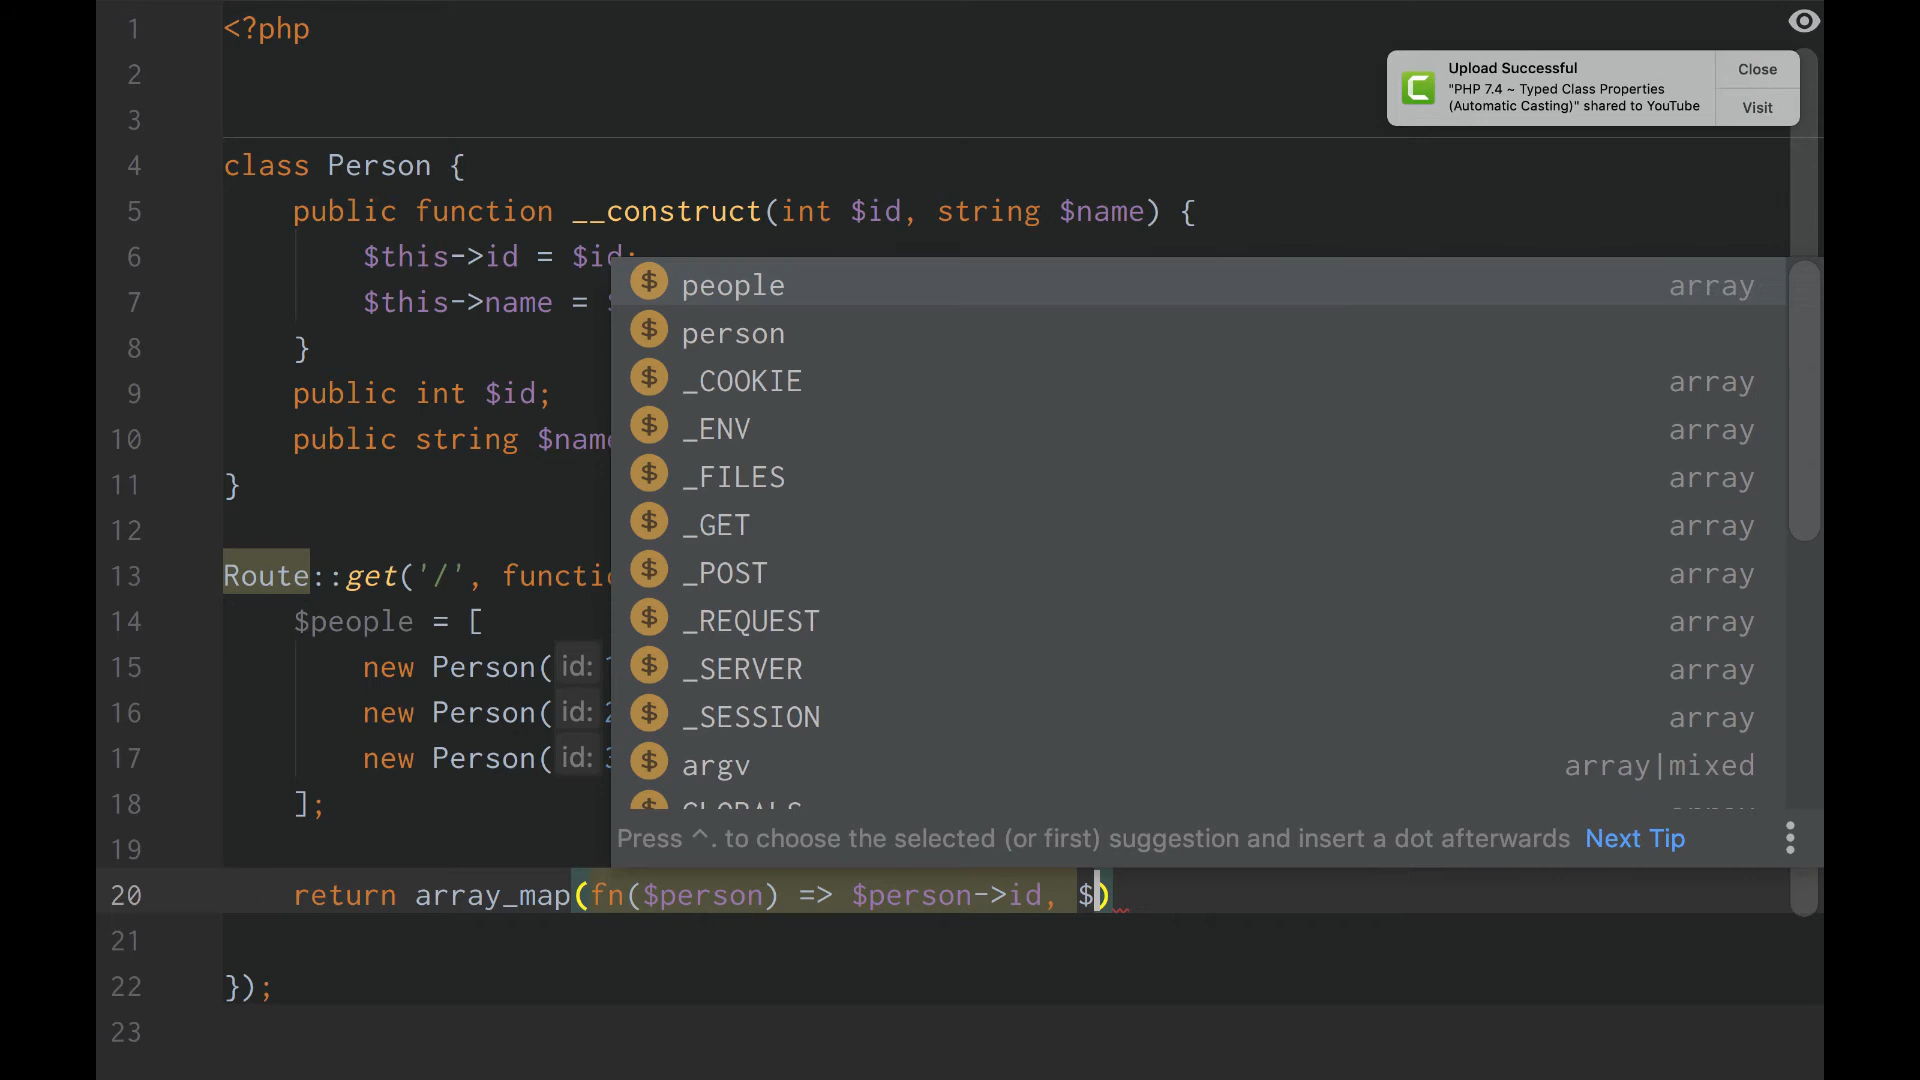 1 <?php
2
3
Upload Successful
"PHP 7.4 ~ Typed Class Properties
(Automatic Casting)" shared to YouTube
Close
Visit
4 class Person {
5 public function __construct(int $id, string $name) {
6 $this->id = $id;
7 $this->name =
8 }
9 public int $id;
10 public string $name
11 }
12
13 Route::get('/', functio
14 $people = [
15 new Person( id:
16 new Person( id: 2
17 new Person( id: 3
18 ];
19
$ people array
$ person
$ _COOKIE array
$ _ENV array
$ _FILES array
$ _GET array
$ _POST array
$ _REQUEST array
$ _SERVER array
$ _SESSION array
$ argv array|mixed
Press ^. to choose the selected (or first) suggestion and insert a dot afterwards Next Tip
20 return array_map(fn($person) => $person->id, $)
21
22 });
23